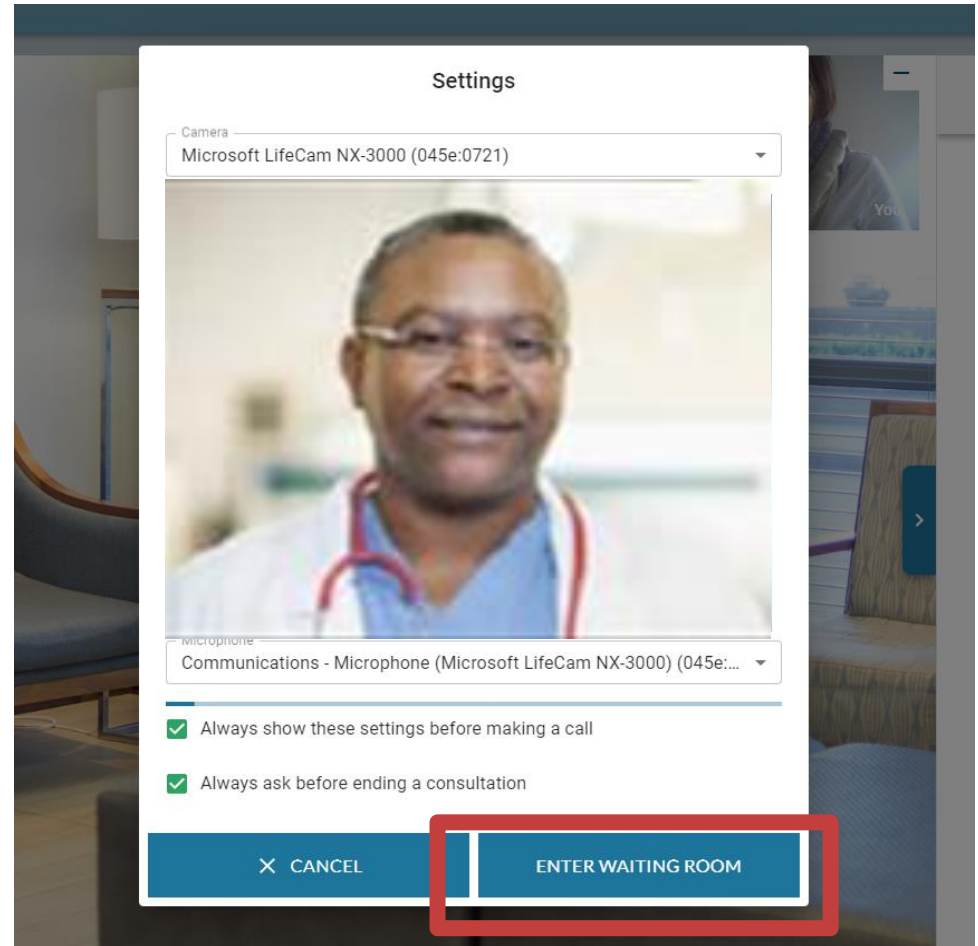 Settings
Camera
Microsoft LifeCam NX-3000 (045e:0721)
You
Microphone
Communications - Microphone (Microsoft LifeCam NX-3000) (045e:...
Always show these settings before making a call
Always ask before ending a consultation
CANCEL
ENTER WAITING ROOM